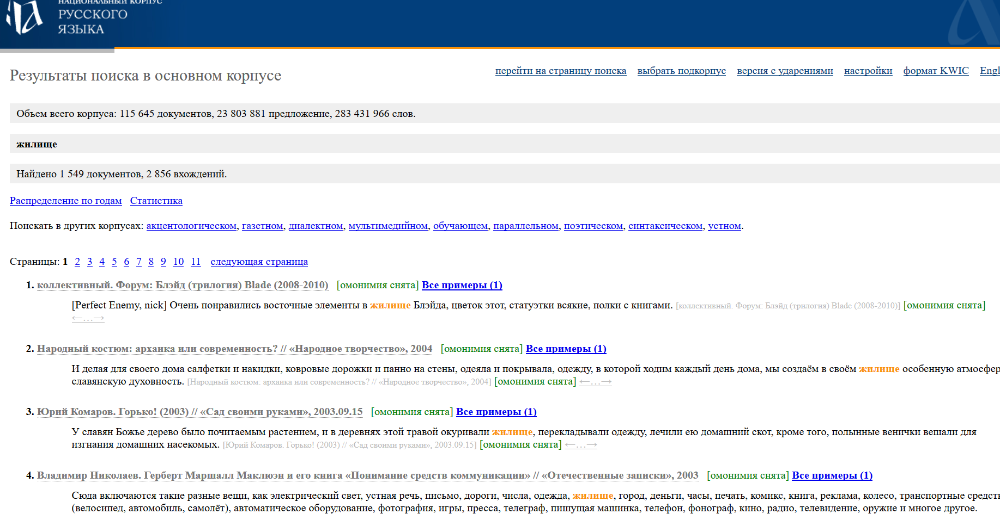 НАЦИОНАЛЬНЫЙ КОРПУС
РУССКОГО
ЯЗЫКА
Результаты поиска в основном корпусе
перейти на страницу поиска выбрать подкорпус версия с ударениями настройки формат KWIC Engl
Объем всего корпуса: 115 645 документов, 23 803 881 предложение, 283 431 966 слов.
жилище
Найдено 1 549 документов, 2 856 вхождений.
Распределение по годам Статистика
Поискать в других корпусах: акцентологическом, газетном, диалектном, мультимедийном, обучающем, параллельном, поэтическом, синтаксическом, устном.
Страницы: 1 2 3 4 5 6 7 8 9 10 11 следующая страница
1. коллективный. Форум: Блэйд (трилогия) Blade (2008-2010) [омонимия снята] Все примеры (1)
[Perfect Enemy, nick] Очень понравились восточные элементы в жилище Блэйда, цветок этот, статуэтки всякие, полки с книгами. [коллективный. Форум: Блэйд (трилогия) Blade (2008-2010)] [омонимия снята]
←…→
2. Народный костюм: архаика или современность? // «Народное творчество», 2004 [омонимия снята] Все примеры (1)
И делая для своего дома салфетки и накидки, ковровые дорожки и панно на стены, одеяла и покрывала, одежду, в которой ходим каждый день дома, мы создаём в своём жилище особенную атмосфер
славянскую духовность. [Народный костюм: архаика или современность? // «Народное творчество», 2004] [омонимия снята] ←…→
3. Юрий Комаров. Горько! (2003) // «Сад своими руками», 2003.09.15 [омонимия снята] Все примеры (1)
У славян Божье дерево было почитаемым растением, и в деревнях этой травой окуривали жилище, перекладывали одежду, лечили ею домашний скот, кроме того, полынные венички вешали для
изгнания домашних насекомых. [Юрий Комаров. Горько! (2003) // «Сад своими руками», 2003.09.15] [омонимия снята] ←…→
4. Владимир Николаев. Герберт Маршалл Маклюэн и его книга «Понимание средств коммуникации» // «Отечественные записки», 2003 [омонимия снята] Все примеры (1)
Сюда включаются такие разные вещи, как электрический свет, устная речь, письмо, дороги, числа, одежда, жилище, город, деньги, часы, печать, комикс, книга, реклама, колесо, транспортные средств
(велосипед, автомобиль, самолёт), автоматическое оборудование, фотография, игры, пресса, телеграф, пишущая машинка, телефон, фонограф, кино, радио, телевидение, оружие и многое другое.